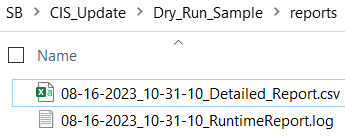 SB > CIS_Update > Dry_Run_Sample > reports
Name
08-16-2023_10-31-10_Detailed_Report.csv
08-16-2023_10-31-10_RuntimeReport.log